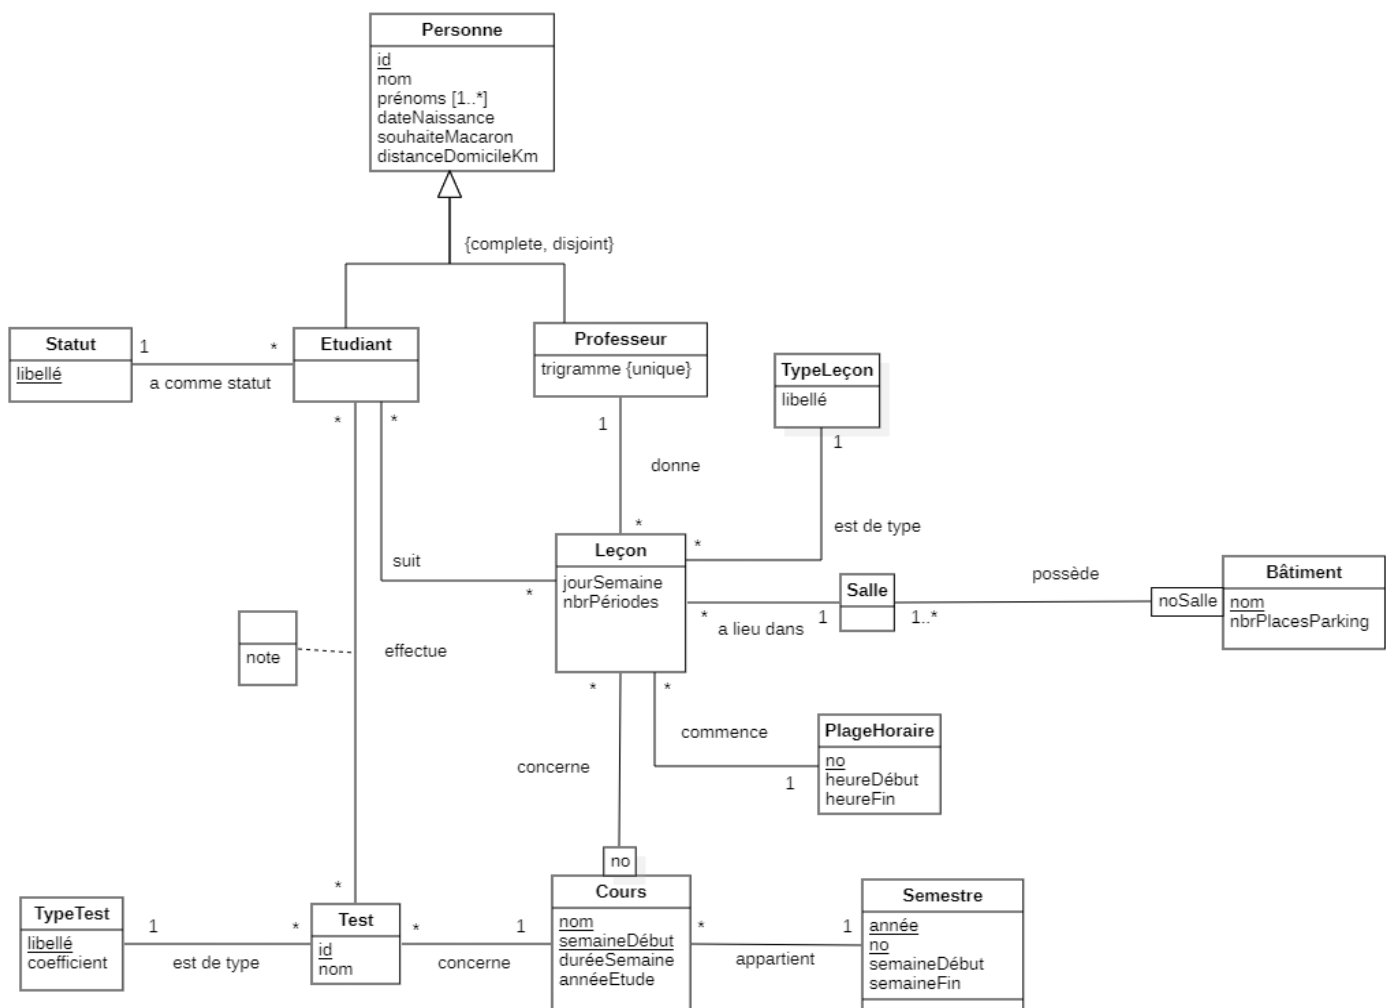 Personne
id
nom
prénoms [1..*]
dateNaissance
souhaiteMacaron
distanceDomicileKm
{complete, disjoint}
Statut
libellé
1
*
a comme statut
Etudiant
Professeur
trigramme {unique}
TypeLeçon
libellé
*
*
1
1
donne
est de type
*
*
Leçon
jourSemaine
nbrPériodes
suit
*
*
a lieu dans
1
Salle
1..*
possède
noSalle
Bâtiment
nom
nbrPlacesParking
note
effectue
*
*
commence
1
PlageHoraire
no
heureDébut
heureFin
concerne
no
*
TypeTest
libellé
coefficient
1
*
est de type
Test
id
nom
*
1
concerne
Cours
nom
semaineDébut
duréeSemaine
annéeEtude
*
1
appartient
Semestre
année
no
semaineDébut
semaineFin